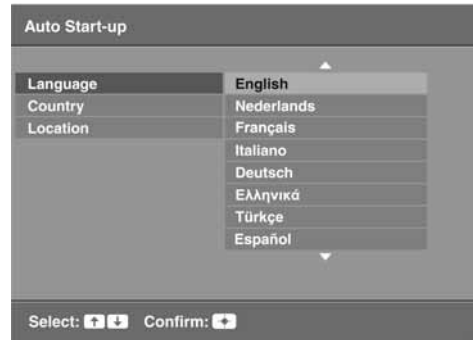 Auto Start-up
Language
Country
Location
English
Nederlands
Français
Italiano
Deutsch
Ελληνικά
Türkçe
Español
Select: Confirm: